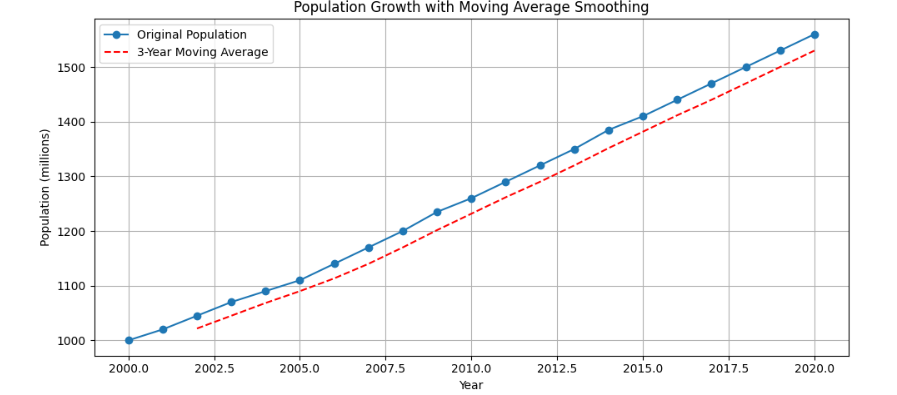 Population Growth with Moving Average Smoothing
Original Population
3-Year Moving Average
Population (millions)
1500
1400
1300
1200
1100
1000
2000.0 2002.5 2005.0 2007.5 2010.0 2012.5 2015.0 2017.5 2020.0
Year